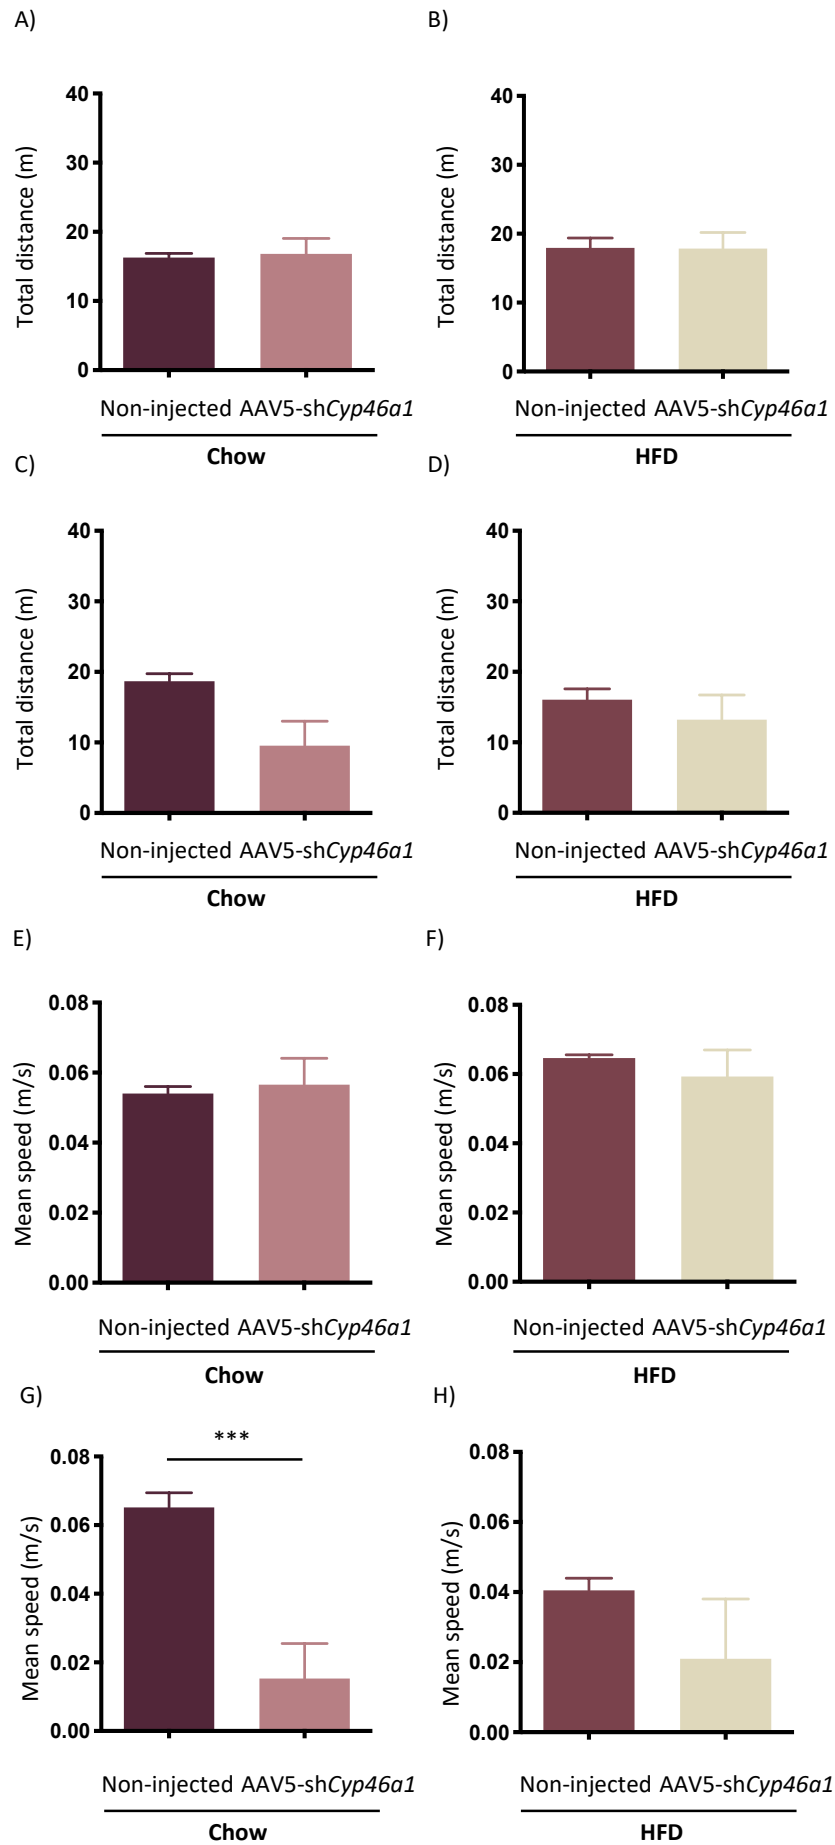 A) B)
Total distance (m)
40
30
20
10
0
Non-injected AAV5-shCyp46a1
Chow
Total distance (m)
40
30
20
10
0
Non-injected AAV5-shCyp46a1
HFD
C) D)
Total distance (m)
40
30
20
10
0
Non-injected AAV5-shCyp46a1
Chow
Total distance (m)
40
30
20
10
0
Non-injected AAV5-shCyp46a1
HFD
E) F)
Mean speed (m/s)
0.08
0.06
0.04
0.02
0.00
Non-injected AAV5-shCyp46a1
Chow
Mean speed (m/s)
0.08
0.06
0.04
0.02
0.00
Non-injected AAV5-shCyp46a1
HFD
G) H)
Mean speed (m/s)
0.08
0.06
0.04
0.02
0.00
***
Non-injected AAV5-shCyp46a1
Chow
Mean speed (m/s)
0.08
0.06
0.04
0.02
0.00
Non-injected AAV5-shCyp46a1
HFD